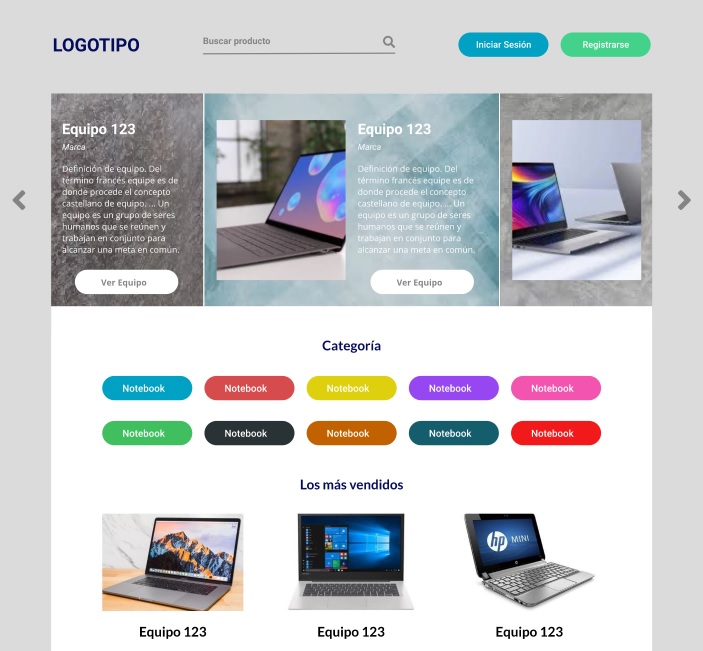 LOGOTIPO
Buscar producto
Iniciar Sesión
Registrarse
Equipo 123
Marca
Definición de equipo. Del
término francés equipe es de
donde procede el concepto
castellano de equipo. ... Un
equipo es un grupo de seres
humanos que se reúnen y
trabajan en conjunto para
alcanzar una meta en común.
Ver Equipo
Equipo 123
Marca
Definición de equipo. Del
término francés equipe es de
donde procede el concepto
castellano de equipo. ... Un
equipo es un grupo de seres
humanos que se reúnen y
trabajan en conjunto para
alcanzar una meta en común.
Ver Equipo
Categoría
Notebook
Notebook
Notebook
Notebook
Notebook
Notebook
Notebook
Notebook
Notebook
Notebook
Los más vendidos
hp MINI
Equipo 123
Equipo 123
Equipo 123